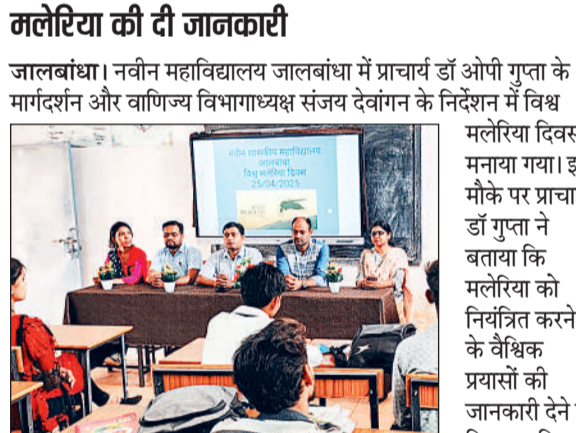 मलेरिया की दी जानकारी
जालबांधा। नवीन महाविद्यालय जालबांधा में प्राचार्य डॉ ओपी गुप्ता के
मार्गदर्शन और वाणिज्य विभागाध्यक्ष संजय देवांगन के निर्देशन में विश्व
मलेरिया दिवस
मनाया गया।
मौके पर
डॉ गुप्ता ने
बताया कि
मलेरिया को
नियंत्रित करने
के वैश्विक
प्रयासों की
जानकारी देने
नवीन शासकीय महाविद्यालय
जालबांधा
विश्व मलेरिया दिवस
25/04/2025